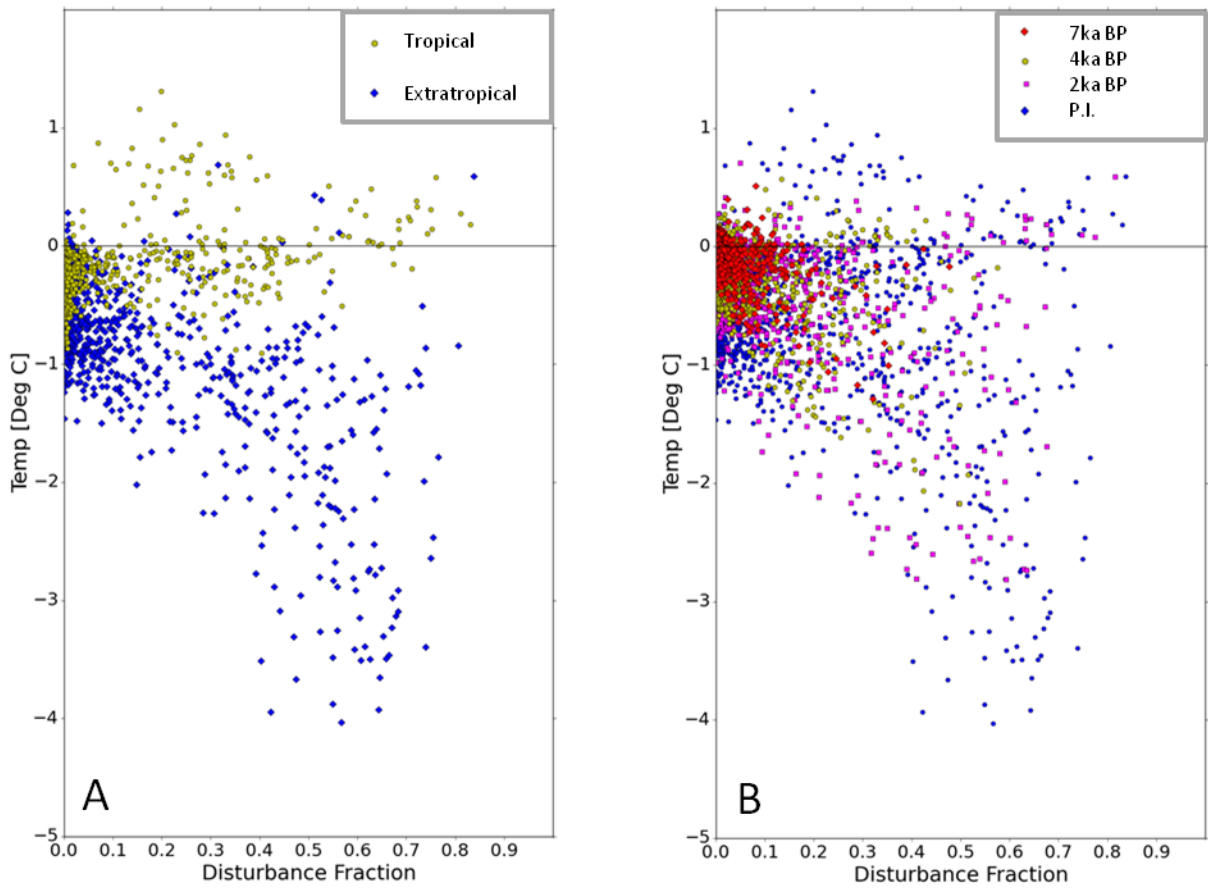 Tropical
Extratropical
1
0
−1
−2
−3
−4
−5
Temp [Deg C]
0.0 0.1 0.2 0.3 0.4 0.5 0.6 0.7 0.8 0.9
Disturbance Fraction
A
7ka BP
4ka BP
2ka BP
P.I.
1
0
−1
−2
−3
−4
−5
Temp [Deg C]
0.0 0.1 0.2 0.3 0.4 0.5 0.6 0.7 0.8 0.9
Disturbance Fraction
B